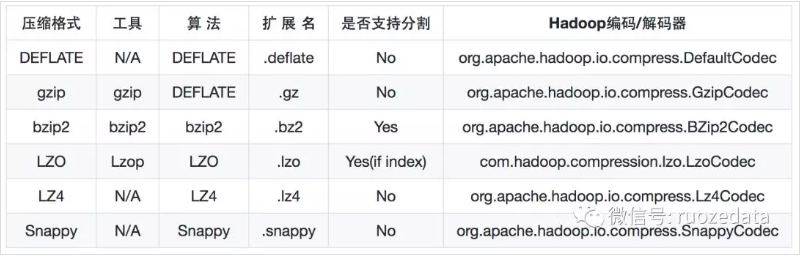 压缩格式 工具 算 法 扩 展 名 是否支持分割 Hadoop编码/解码器
DEFLATE N/A DEFLATE .deflate No org.apache.hadoop.io.compress.DefaultCodec
gzip gzip DEFLATE .gz No org.apache.hadoop.io.compress.GzipCodec
bzip2 bzip2 bzip2 .bz2 Yes org.apache.hadoop.io.compress.BZip2Codec
LZO Lzop LZO .lzo Yes(if index) com.hadoop.compression.lzo.LzoCodec
LZ4 N/A LZ4 .lz4 No org.apache.hadoop.io.compress.Lz4Codec
微信号: ruozedata
Snappy N/A Snappy .snappy No org.apache.hadoop.io.compress.SnappyCodec